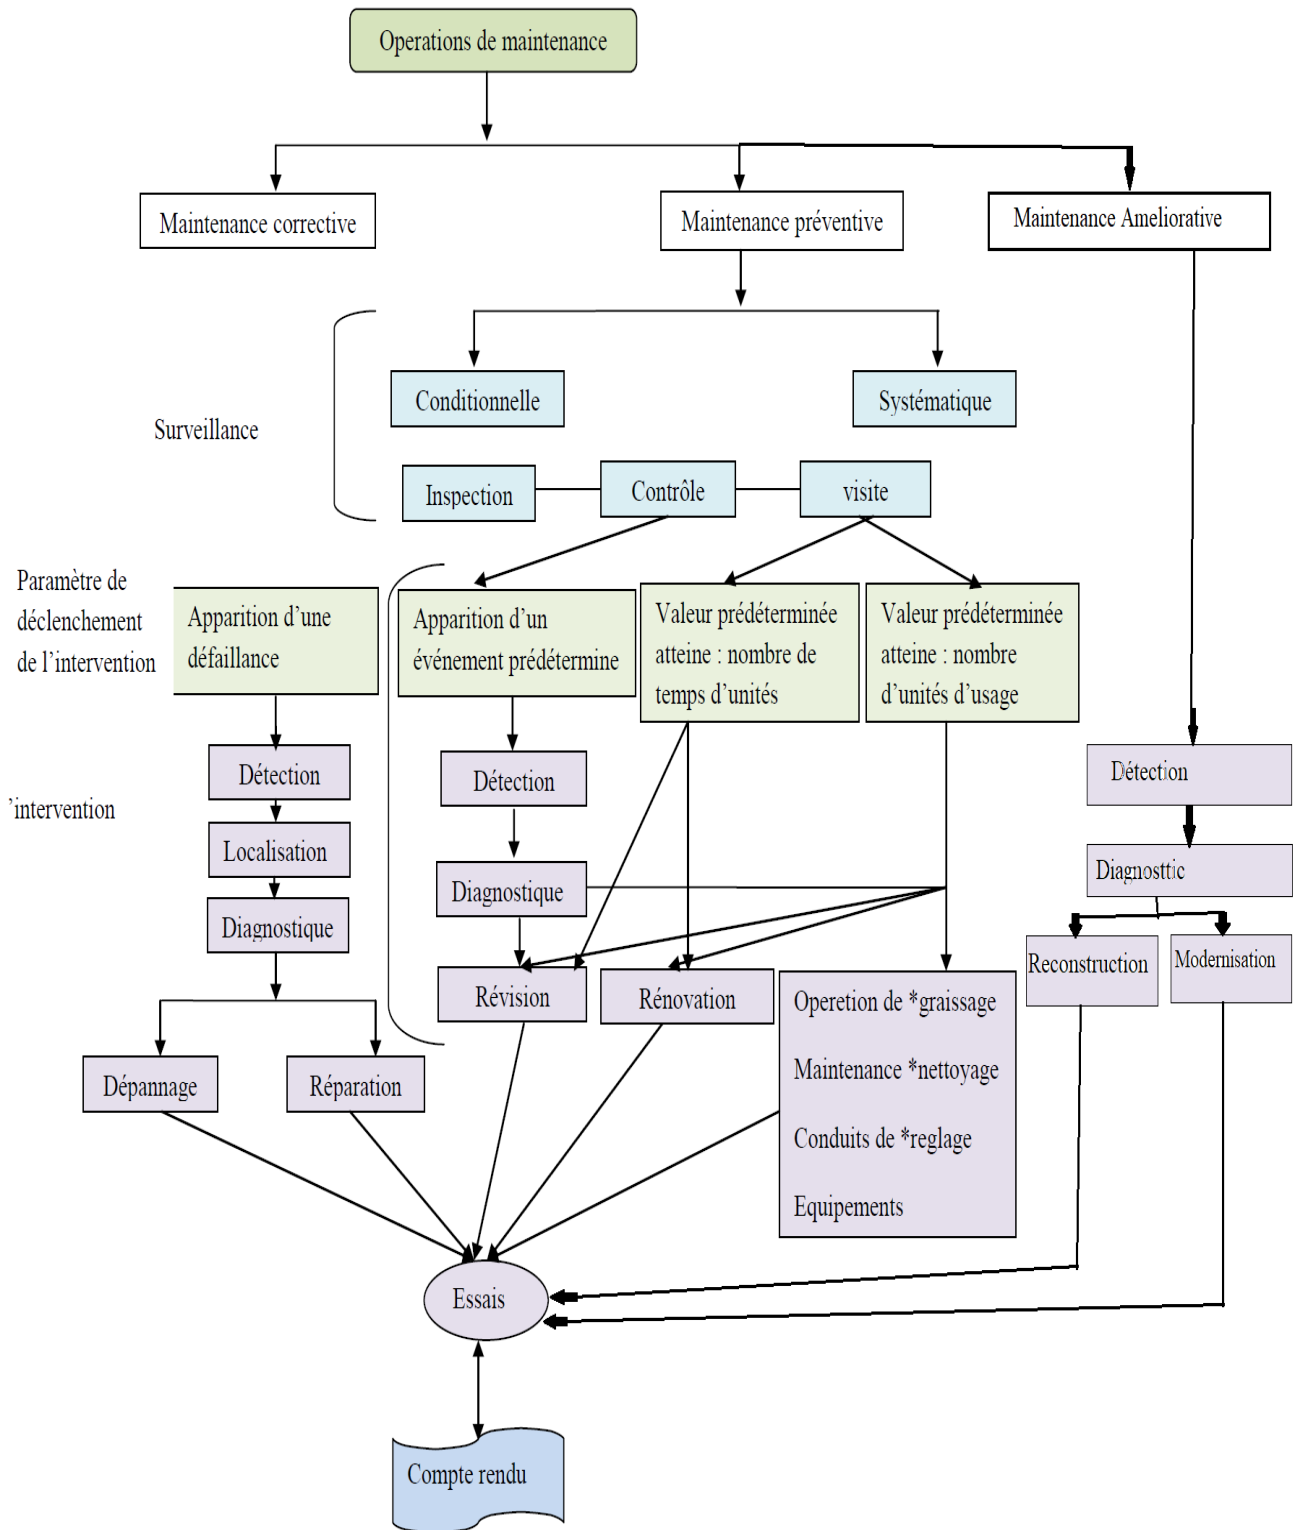 Operations de maintenance
Maintenance corrective
Maintenance préventive
Maintenance Ameliorative
Conditionnelle
Systématique
Surveillance
Inspection
Contrôle
visite
Paramètre de
déclenchement
de l’intervention
Apparition d’une
défaillance
Apparition d’un
événement prédétermine
Valeur prédéterminée
atteine : nombre de
temps d’unités
Valeur prédéterminée
atteine : nombre
d’unités d’usage
’intervention
Détection
Localisation
Diagnostique
Détection
Diagnostique
Détection
Diagnosttic
Reconstruction
Modernisation
Révision
Rénovation
Operetion de *graissage
Maintenance *nettoyage
Conduits de *reglage
Equipements
Dépannage
Réparation
Essais
Compte rendu